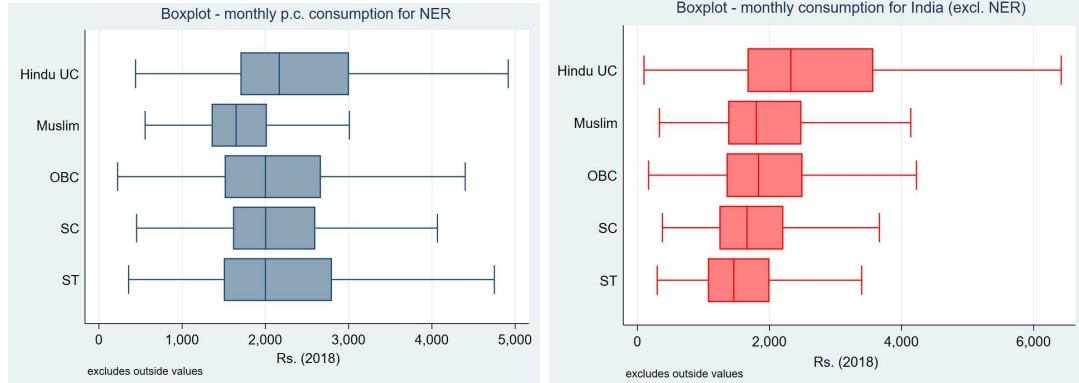 Boxplot - monthly p.c. consumption for NER
Hindu UC
Muslim
OBC
SC
ST
0 1,000 2,000 3,000 4,000 5,000
Rs. (2018)
excludes outside values
Boxplot - monthly consumption for India (excl. NER)
Hindu UC
Muslim
OBC
SC
ST
0 2,000 4,000 6,000
Rs. (2018)
excludes outside values